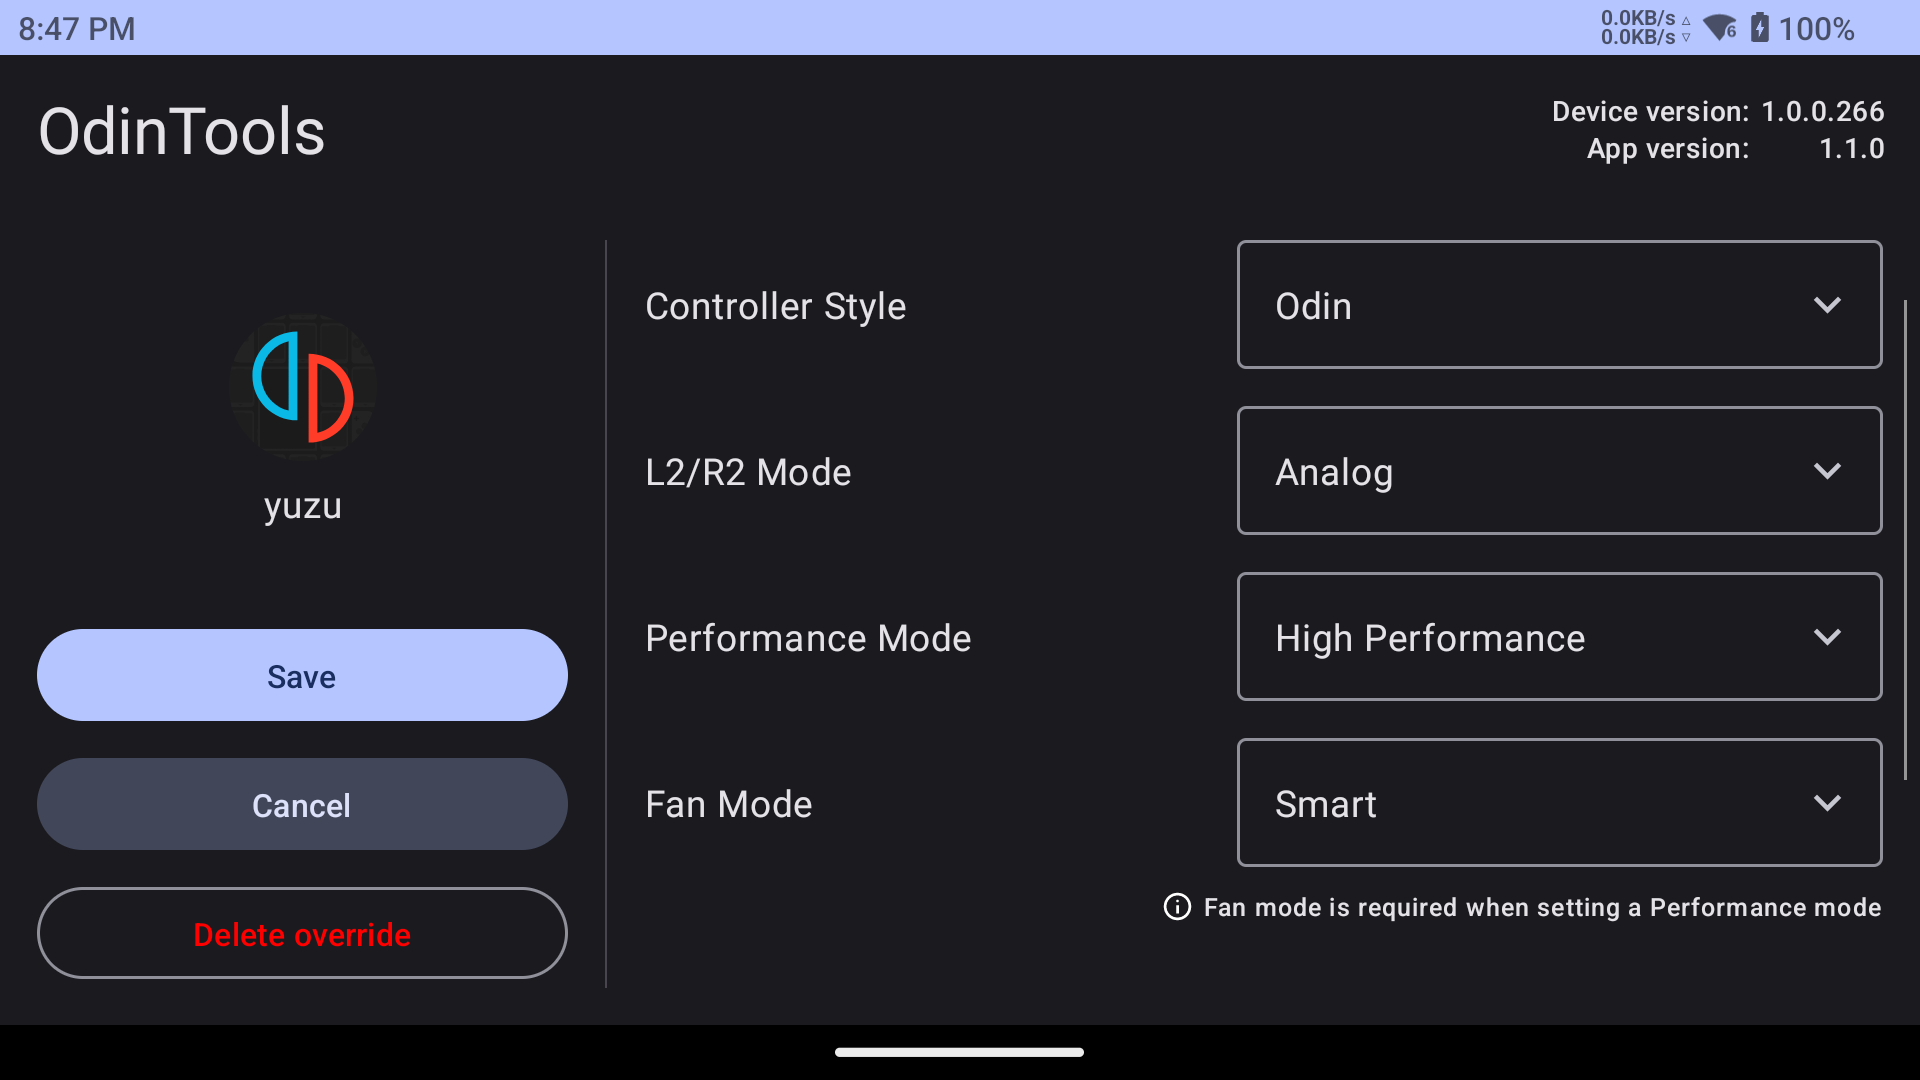 8:47 PM
0.0KB/s
0.0KB/s
6
100%
OdinTools
Device version: 1.0.0.266
App version: 1.1.0
yuzu
Save
Cancel
Delete override
Controller Style
Odin
L2/R2 Mode
Analog
Performance Mode
High Performance
Fan Mode
Smart
Fan mode is required when setting a Performance mode